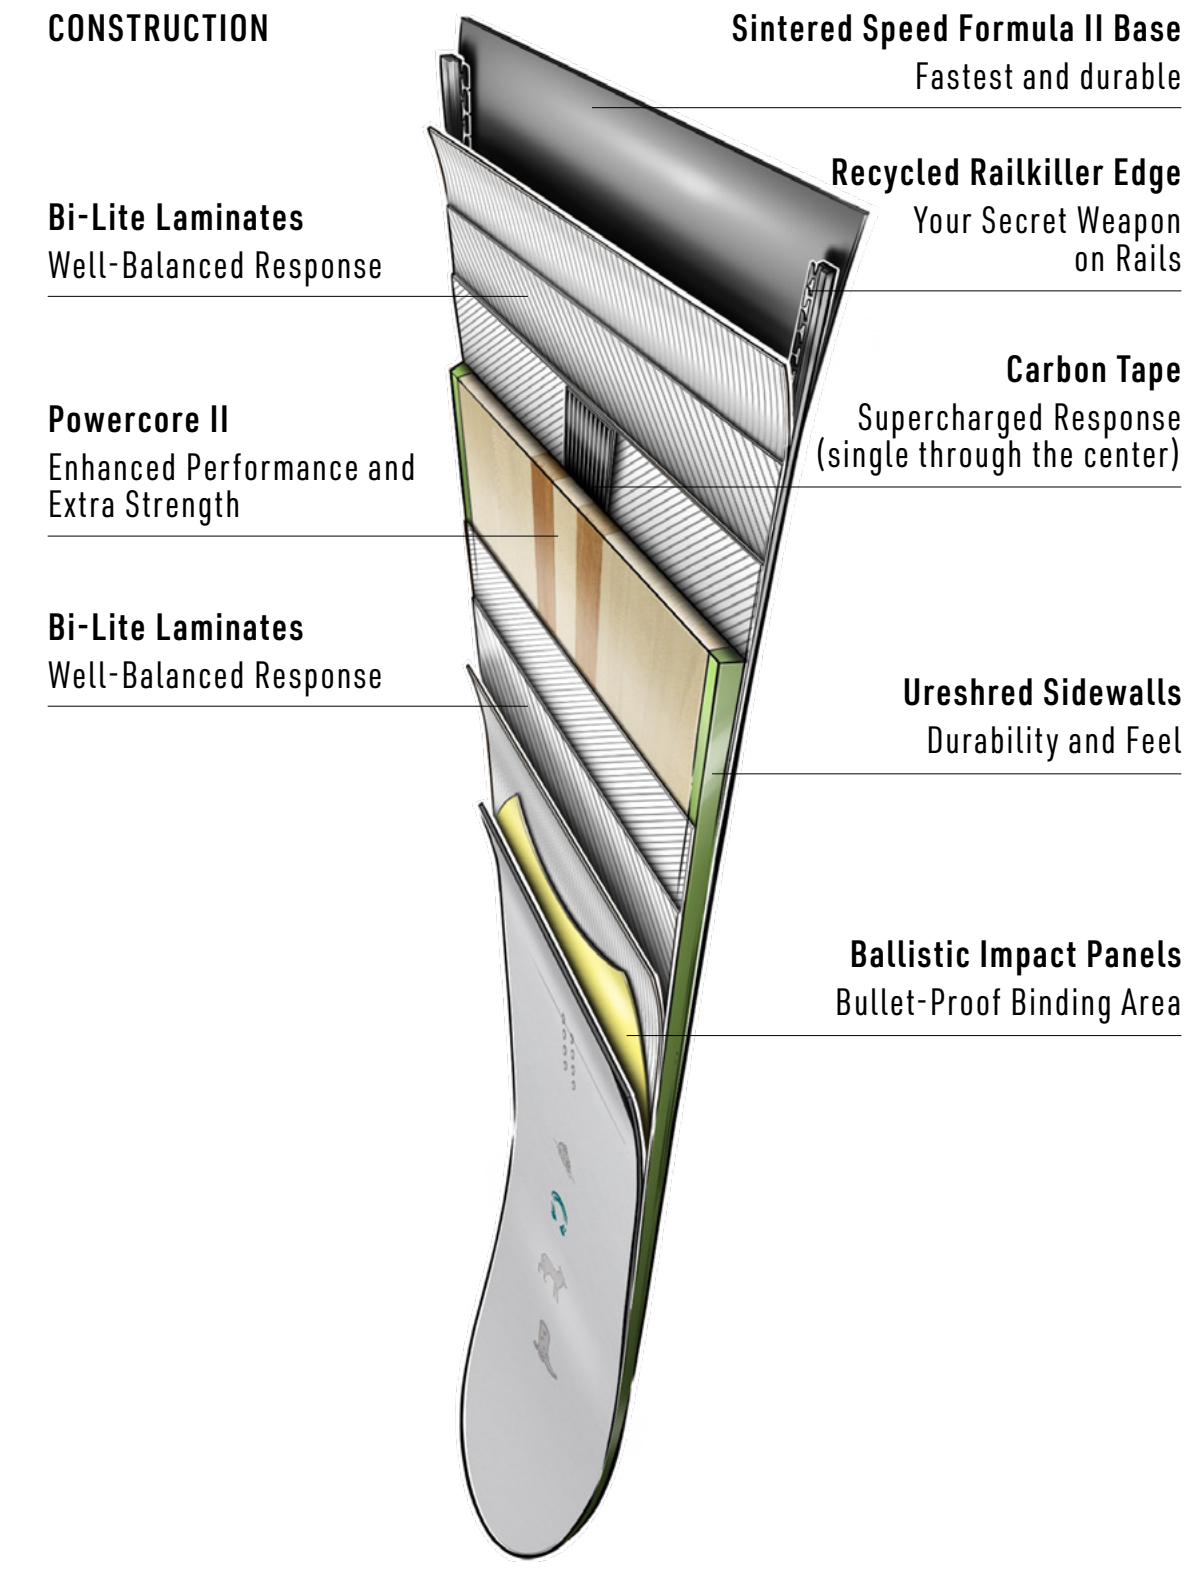 CONSTRUCTION
Sintered Speed Formula II Base
Fastest and durable
Recycled Railkiller Edge
Your Secret Weapon
on Rails
Bi-Lite Laminates
Well-Balanced Response
Carbon Tape
Supercharged Response
(single through the center)
Powercore II
Enhanced Performance and
Extra Strength
Bi-Lite Laminates
Well-Balanced Response
Ureshred Sidewalls
Durability and Feel
Ballistic Impact Panels
Bullet-Proof Binding Area